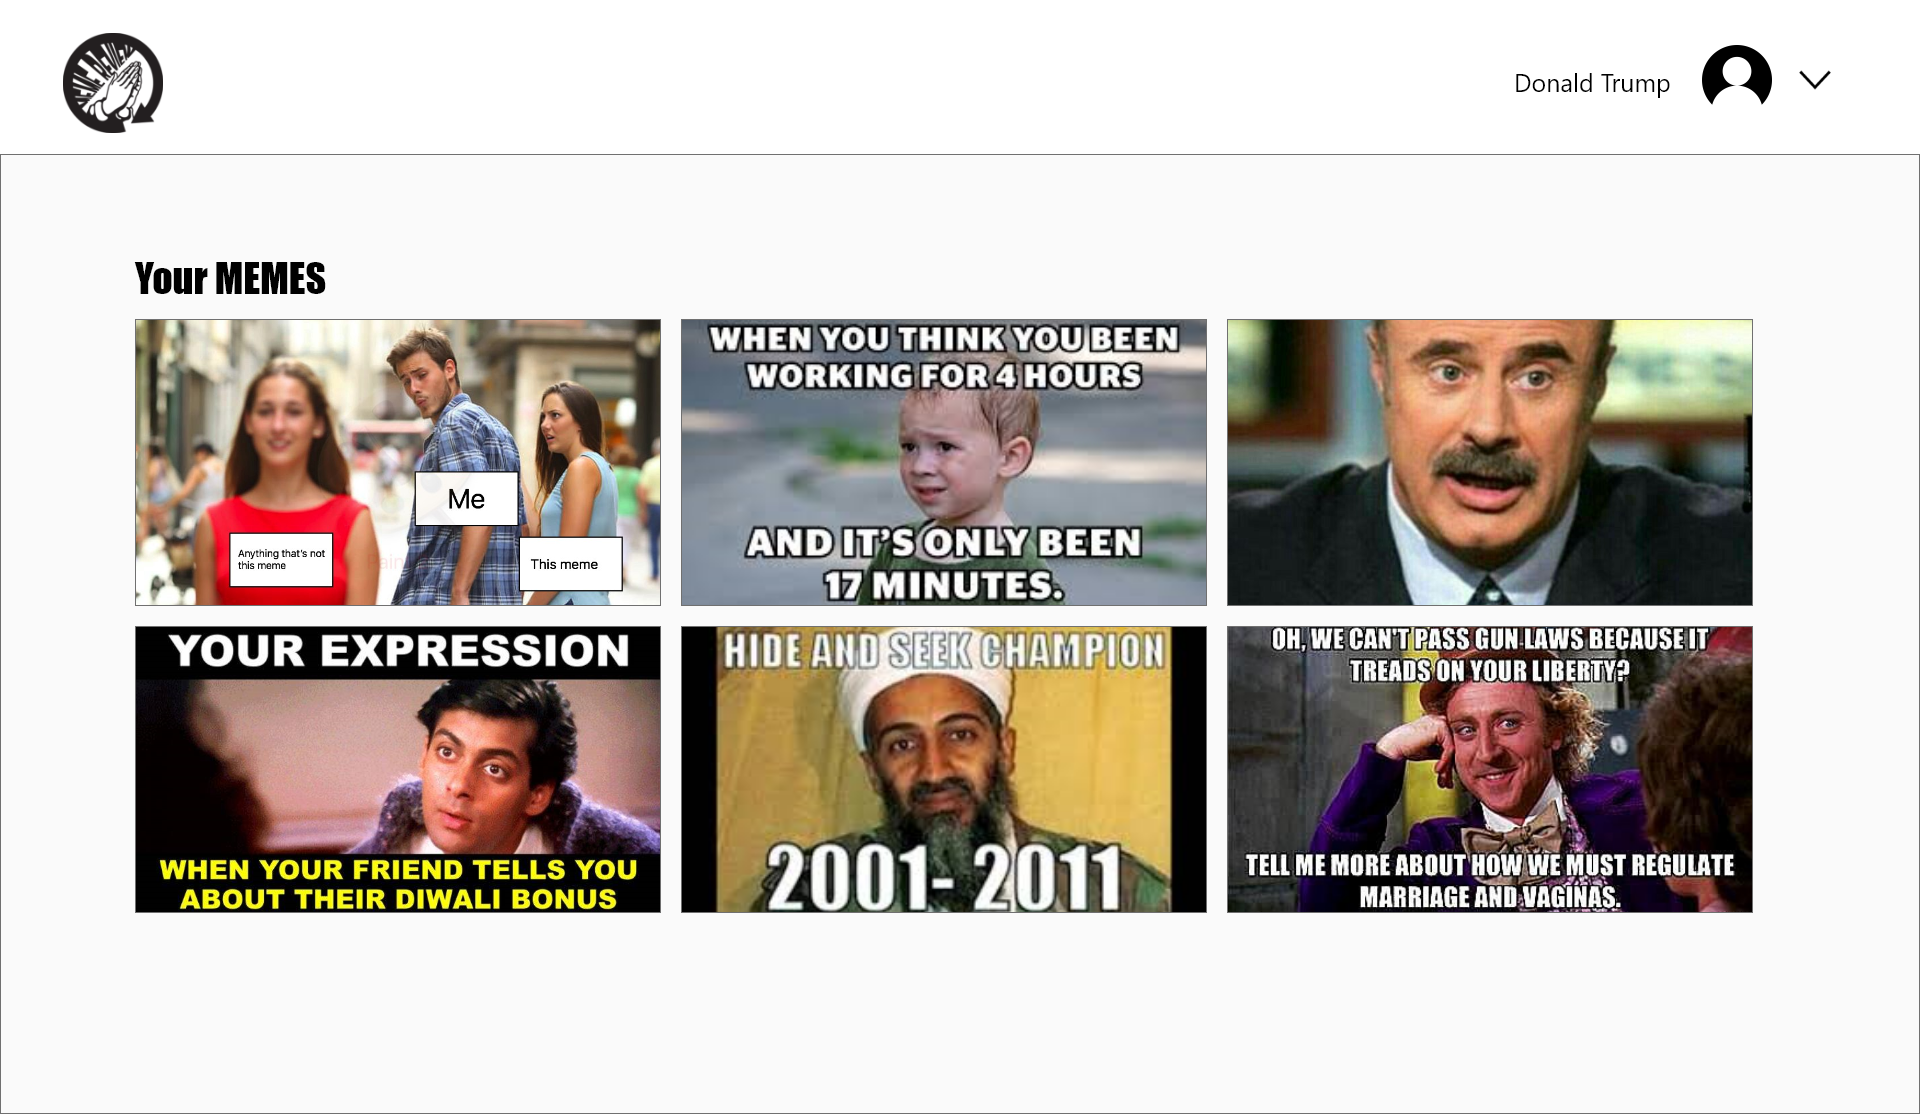 MEME REVIEW
Donald Trump
Your MEMES
Me
Anything that's not
this meme
This meme
WHEN YOU THINK YOU BEEN
WORKING FOR 4 HOURS
AND IT'S ONLY BEEN
17 MINUTES.
YOUR EXPRESSION
WHEN YOUR FRIEND TELLS YOU
ABOUT THEIR DIWALI BONUS
HIDE AND SEEK CHAMPION
2001- 2011
OH, WE CAN'T PASS GUN LAWS BECAUSE IT
TREADS ON YOUR LIBERTY?
TELL ME MORE ABOUT HOW WE MUST REGULATE
MARRIAGE AND VAGINAS.